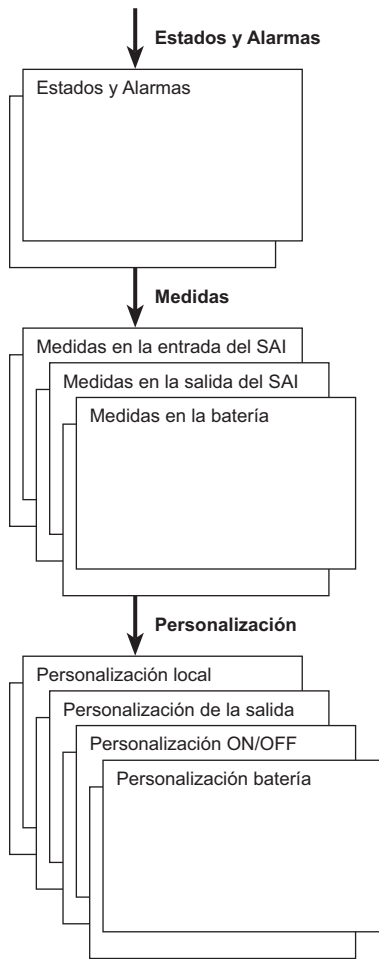 Estados y Alarmas
Estados y Alarmas
Medidas
Medidas en la entrada del SAI
Medidas en la salida del SAI
Medidas en la batería
Personalización
Personalización local
Personalización de la salida
Personalización ON/OFF
Personalización batería